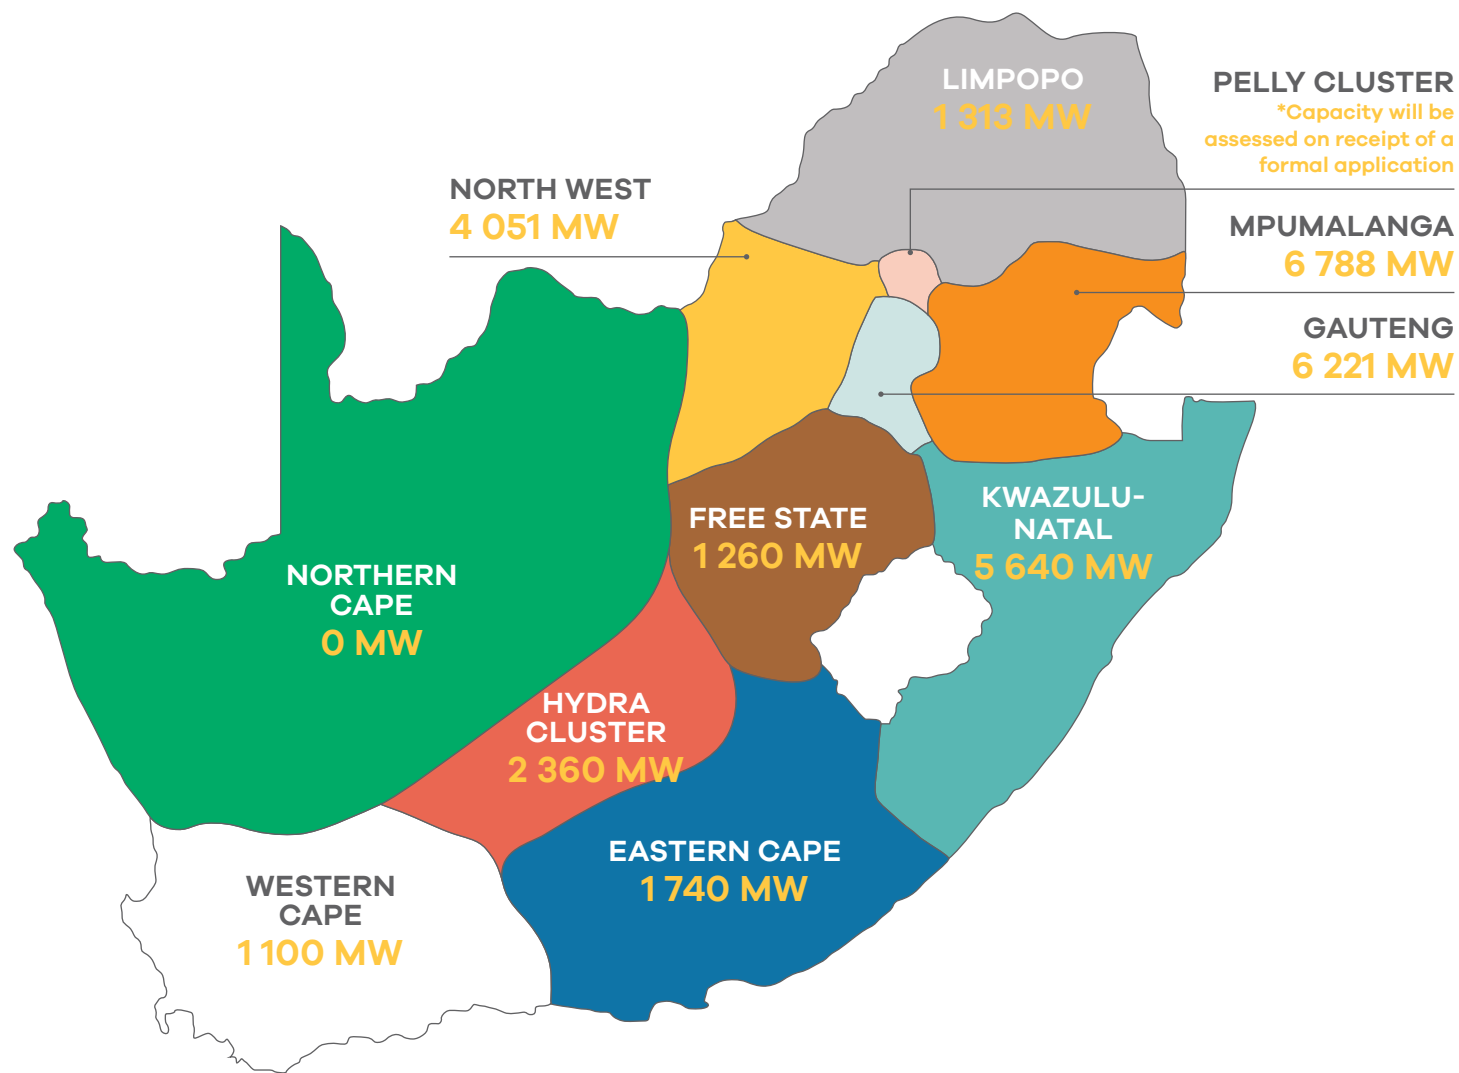 LIMPOPO
1 313 MW
PELLY CLUSTER
*Capacity will be
assessed on receipt of a
formal application
NORTH WEST
4 051 MW
MPUMALANGA
6 788 MW
GAUTENG
6 221 MW
KWAZULU-
NATAL
5 640 MW
FREE STATE
1 260 MW
NORTHERN
CAPE
0 MW
HYDRA
CLUSTER
2 360 MW
EASTERN CAPE
1 740 MW
WESTERN
CAPE
1 100 MW